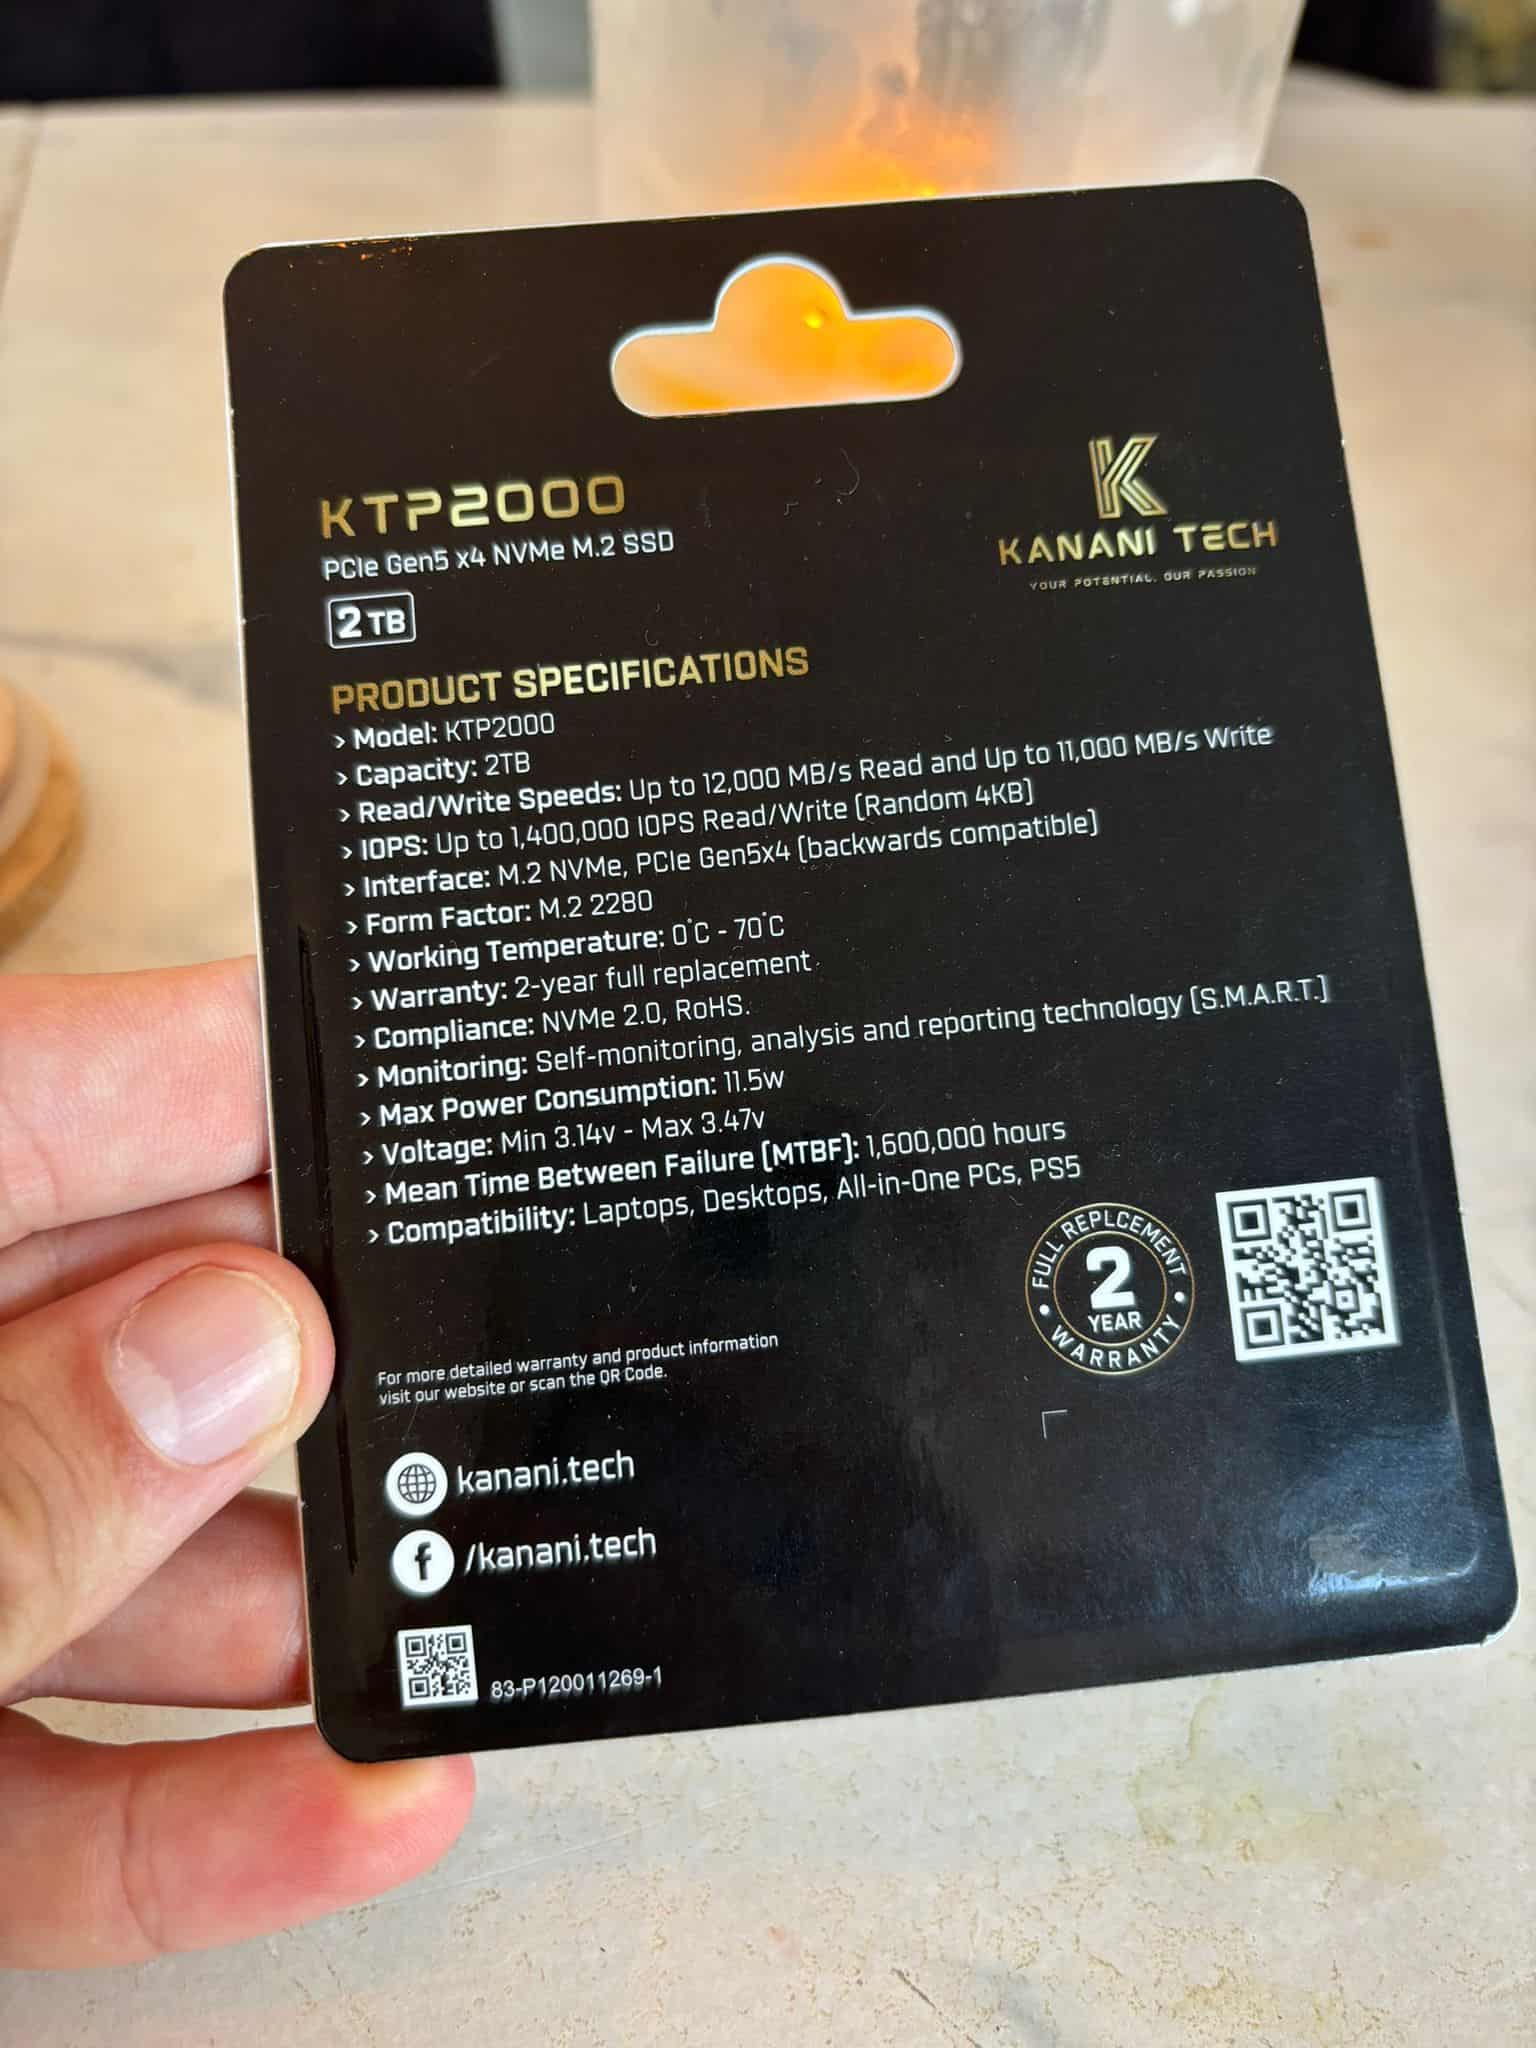 KTP2000
PCIe Gen5 x4 NVMe M.2 SSD
2 TB
K
KANANI TECH
YOUR POTENTIAL. OUR PASSION
PRODUCT SPECIFICATIONS
› Model: KTP2000
› Capacity: 2TB
› Read/Write Speeds: Up to 12,000 MB/s Read and Up to 11,000 MB/s Write
› IOPS: Up to 1,400,000 IOPS Read/Write (Random 4KB)
› Interface: M.2 NVMe, PCIe Gen5x4 (backwards compatible)
› Form Factor: M.2 2280
› Working Temperature: 0°C - 70°C
› Warranty: 2-year full replacement
› Compliance: NVMe 2.0, RoHS.
› Monitoring: Self-monitoring, analysis and reporting technology (S.M.A.R.T.)
› Max Power Consumption: 11.5w
› Voltage: Min 3.14v - Max 3.47v
› Mean Time Between Failure (MTBF): 1,600,000 hours
› Compatibility: Laptops, Desktops, All-in-One PCs, PS5
FULL REPLCEMENT
2
YEAR
WARRANTY
For more detailed warranty and product information
visit our website or scan the QR Code.
kanani.tech
f /kanani.tech
83-P120011269-1